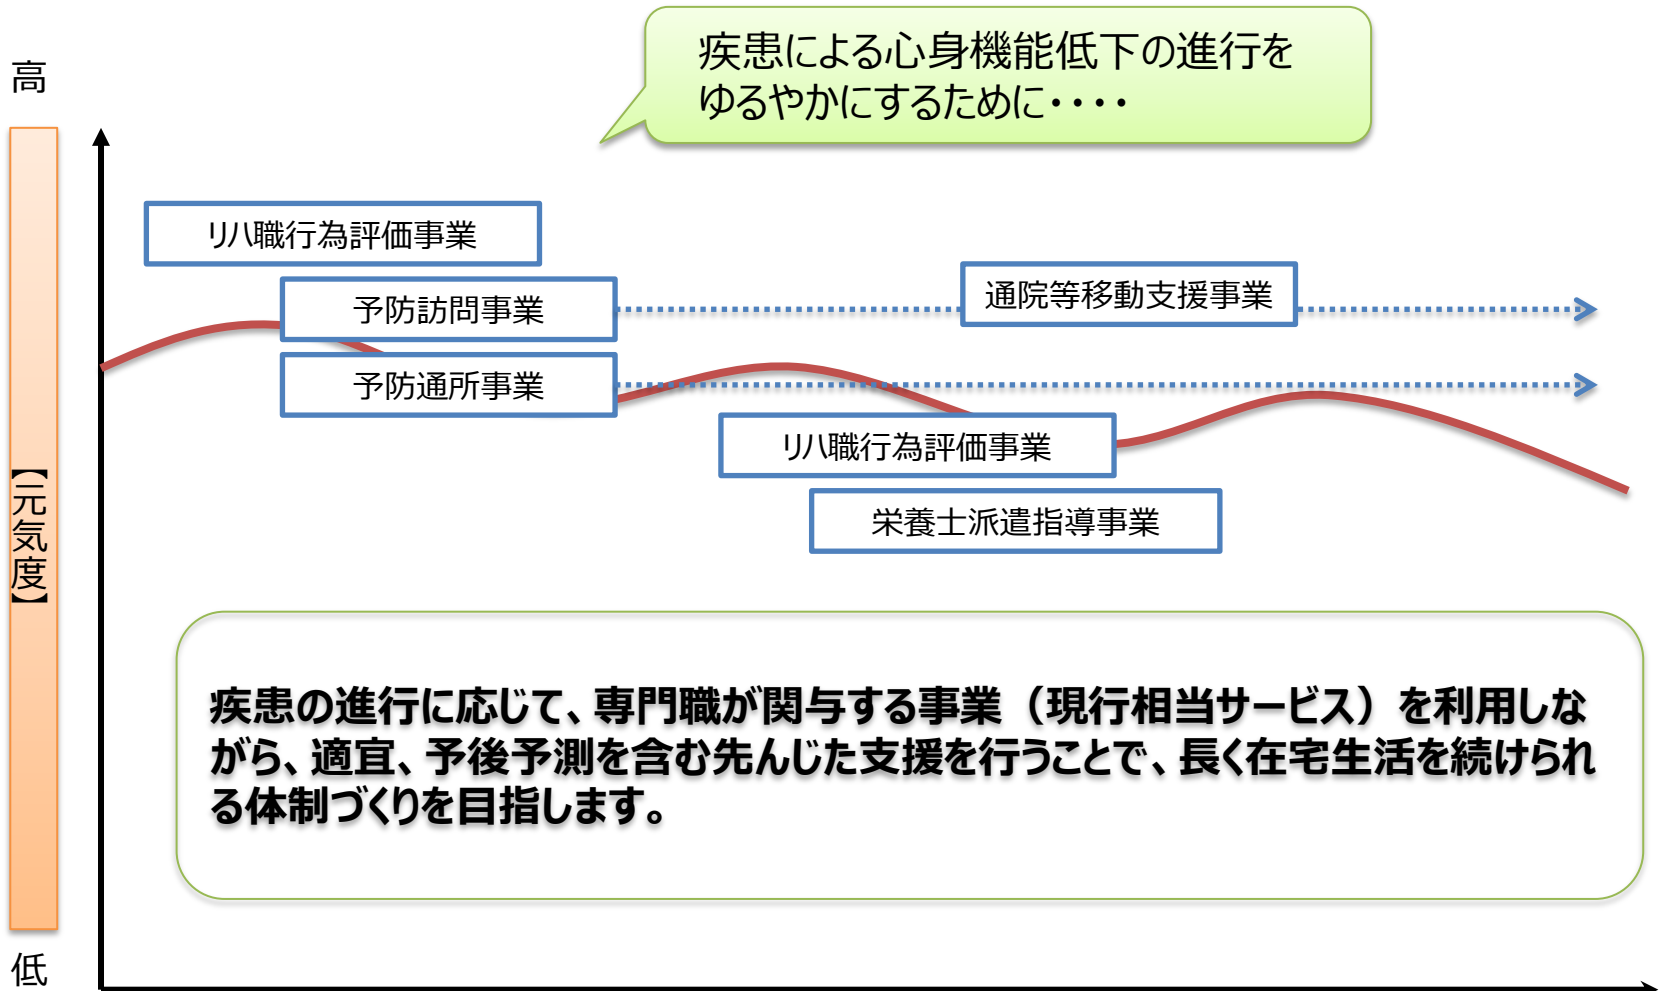 疾患による心身機能低下の進行を
ゆるやかにするために・・・・
高
リハ職行為評価事業
予防訪問事業
通院等移動支援事業
予防通所事業
リハ職行為評価事業
栄養士派遣指導事業
【元気度】
疾患の進行に応じて、専門職が関与する事業（現行相当サービス）を利用しな
がら、適宜、予後予測を含む先んじた支援を行うことで、長く在宅生活を続けられ
る体制づくりを目指します。
低